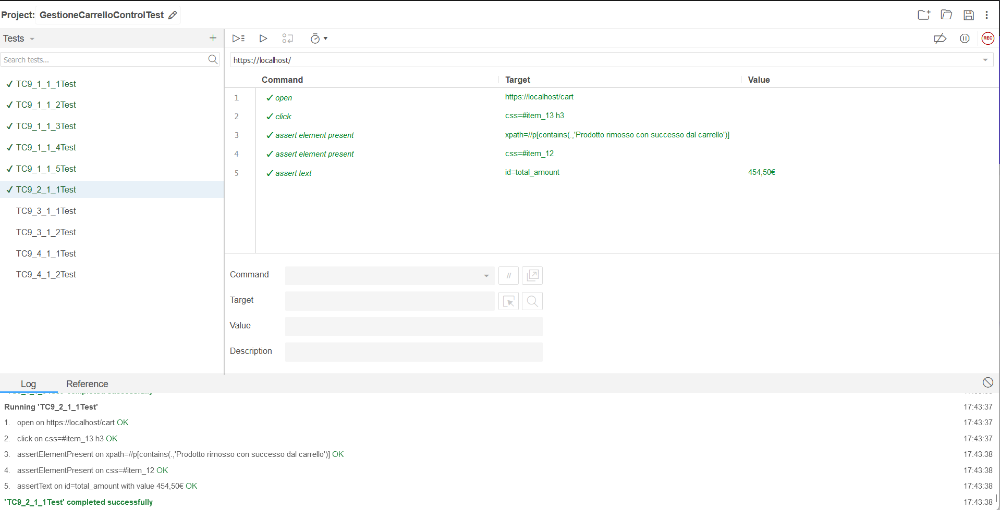 Project: GestioneCarrelloControlTest
Tests
REC
Search tests...
https://localhost/
Command Target Value
TC9_1_1_1Test
TC9_1_1_2Test
TC9_1_1_3Test
TC9_1_1_4Test
TC9_1_1_5Test
TC9_2_1_1Test
TC9_3_1_1Test
TC9_3_1_2Test
TC9_4_1_1Test
TC9_4_1_2Test
1 open https://localhost/cart
2 click css=#item_13 h3
3 assert element present xpath=//p[contains(.,'Prodotto rimosso con successo dal carrello')]
4 assert element present css=#item_12
5 assert text id=total_amount 454,50€
Command //
Target
Value
Description
Log Reference
completed successfully
Running 'TC9_2_1_1Test' 17:43:37
1. open on https://localhost/cart OK 17:43:37
2. click on css=#item_13 h3 OK 17:43:37
3. assertElementPresent on xpath=//p[contains(.,'Prodotto rimosso con successo dal carrello')] OK 17:43:38
4. assertElementPresent on css=#item_12 OK 17:43:38
5. assertText on id=total_amount with value 454,50€ OK 17:43:38
'TC9_2_1_1Test' completed successfully 17:43:38